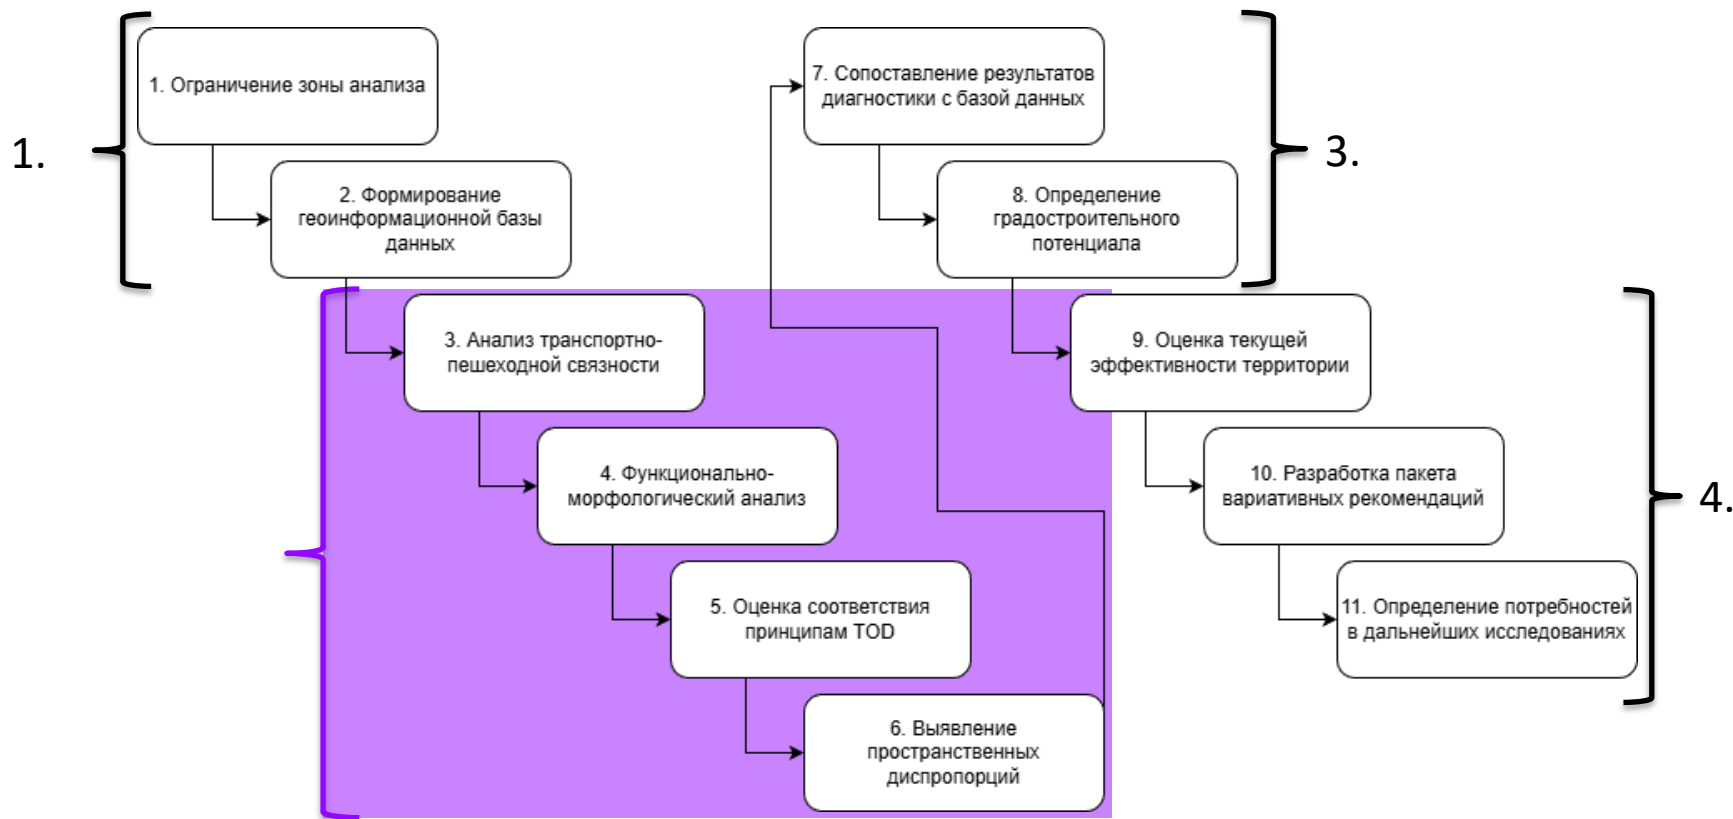 1.
1. Ограничение зоны анализа
2. Формирование
геоинформационной базы
данных
3. Анализ транспортно-
пешеходной связности
4. Функционально-
морфологический анализ
5. Оценка соответствия
принципам TOD
6. Выявление
пространственных
диспропорций
7. Сопоставление результатов
диагностики с базой данных
8. Определение
градостроительного
потенциала
3.
9. Оценка текущей
эффективности территории
10. Разработка пакета
вариативных рекомендаций
11. Определение потребностей
в дальнейших исследованиях
4.